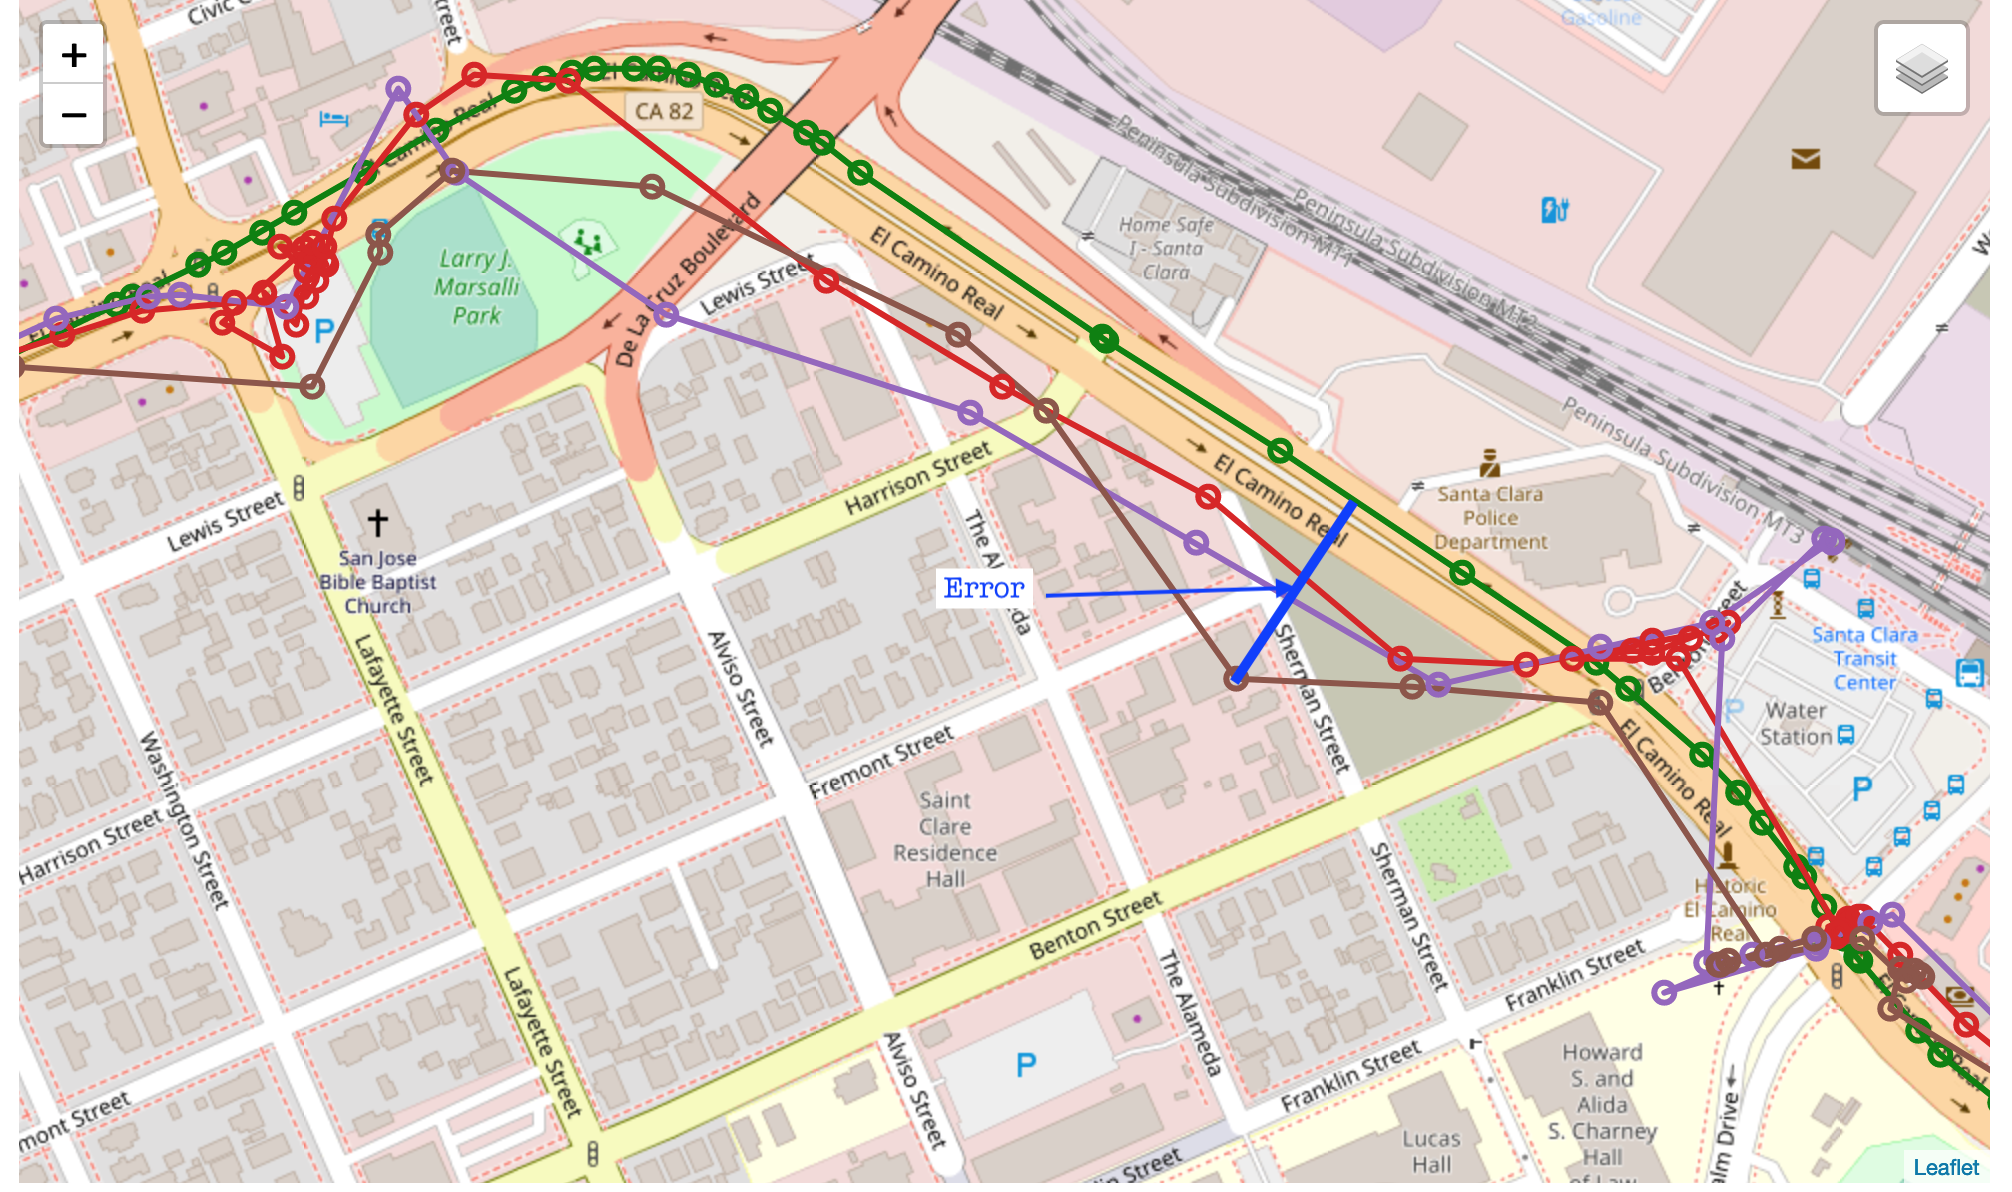 +
−
Gasoline
CA 82
El Camino Real
Larry J.
Marsalli
Park
P
De La Cruz Boulevard
Lewis Street
El Camino Real
Home Safe
I - Santa
Clara
Peninsula Subdivision MT1
Peninsula Subdivision MT2
Peninsula Subdivision MT3
Santa Clara
Police
Department
El Camino Real
Harrison Street
The Alameda
Lewis Street
San Jose
Bible Baptist
Church
Error
Lafayette Street
Alviso Street
Sherman Street
Benton Street
Santa Clara
Transit
Center
P
Water
Station
P
El Camino Real
Washington Street
Harrison Street
Fremont Street
Saint
Clare
Residence
Hall
Historic
El Camino
Real
Sherman Street
Benton Street
The Alameda
Franklin Street
Lafayette Street
Alviso Street
P
Franklin Street
Howard
S. and
Alida
S. Charney
Hall
of Law
Lucas
Hall
Leaflet